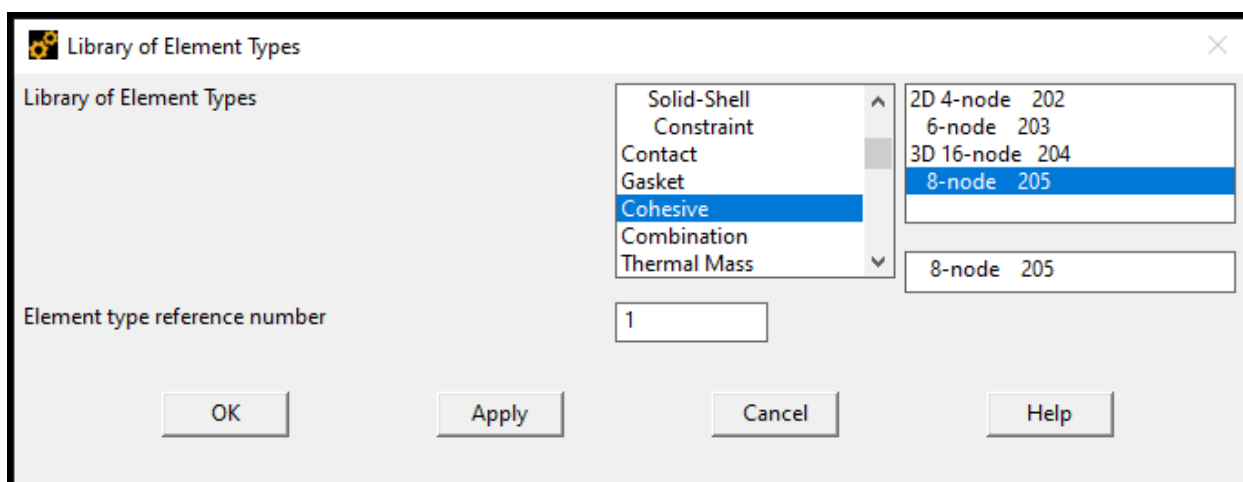 Library of Element Types
Library of Element Types
Solid-Shell
Constraint
Contact
Gasket
Cohesive
Combination
Thermal Mass
2D 4-node 202
6-node 203
3D 16-node 204
8-node 205
8-node 205
Element type reference number
1
OK
Apply
Cancel
Help